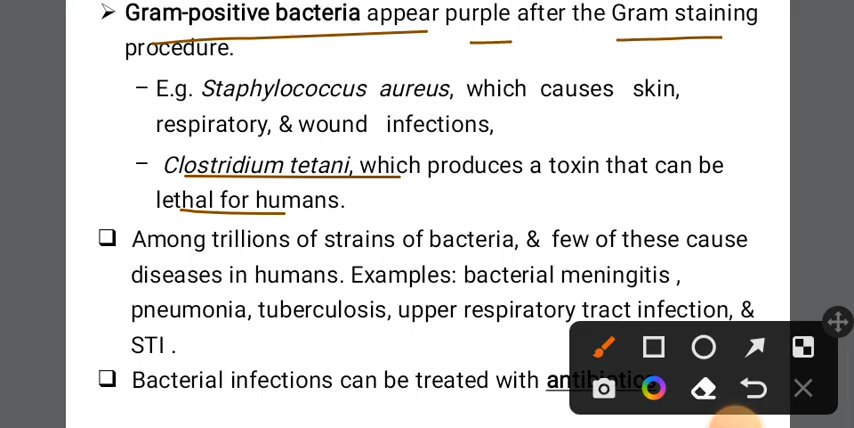 ➢ Gram-positive bacteria appear purple after the Gram staining
procedure.
– E.g. Staphylococcus aureus, which causes skin,
respiratory, & wound infections,
– Clostridium tetani, which produces a toxin that can be
lethal for humans.
❑ Among trillions of strains of bacteria, & few of these cause
diseases in humans. Examples: bacterial meningitis ,
pneumonia, tuberculosis, upper respiratory tract infection, &
STI .
❑ Bacterial infections can be treated with antibiotics